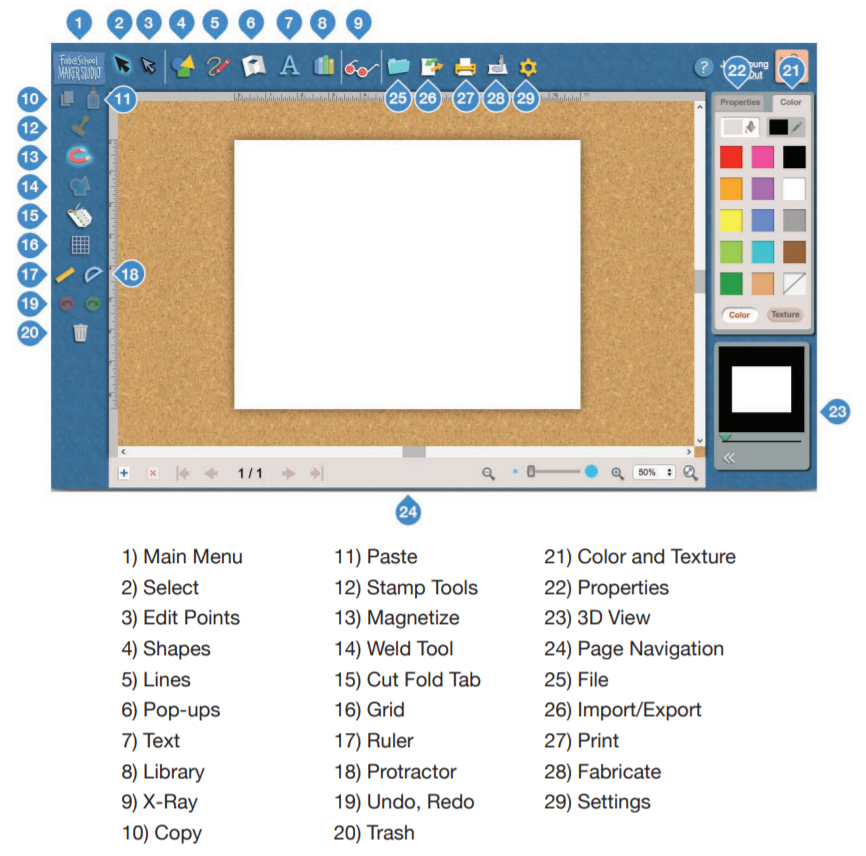 1 2 3 4 5 6 7 8 9
FabLab School
MAKER STUDIO
A
?
Out
22 21
10 11 25 26 27 28 29
Properties Color
12
13
14
15
16
17 18
19
20
Color Texture
23
1 / 1
50%
24
1) Main Menu
2) Select
3) Edit Points
4) Shapes
5) Lines
6) Pop-ups
7) Text
8) Library
9) X-Ray
10) Copy
11) Paste
12) Stamp Tools
13) Magnetize
14) Weld Tool
15) Cut Fold Tab
16) Grid
17) Ruler
18) Protractor
19) Undo, Redo
20) Trash
21) Color and Texture
22) Properties
23) 3D View
24) Page Navigation
25) File
26) Import/Export
27) Print
28) Fabricate
29) Settings